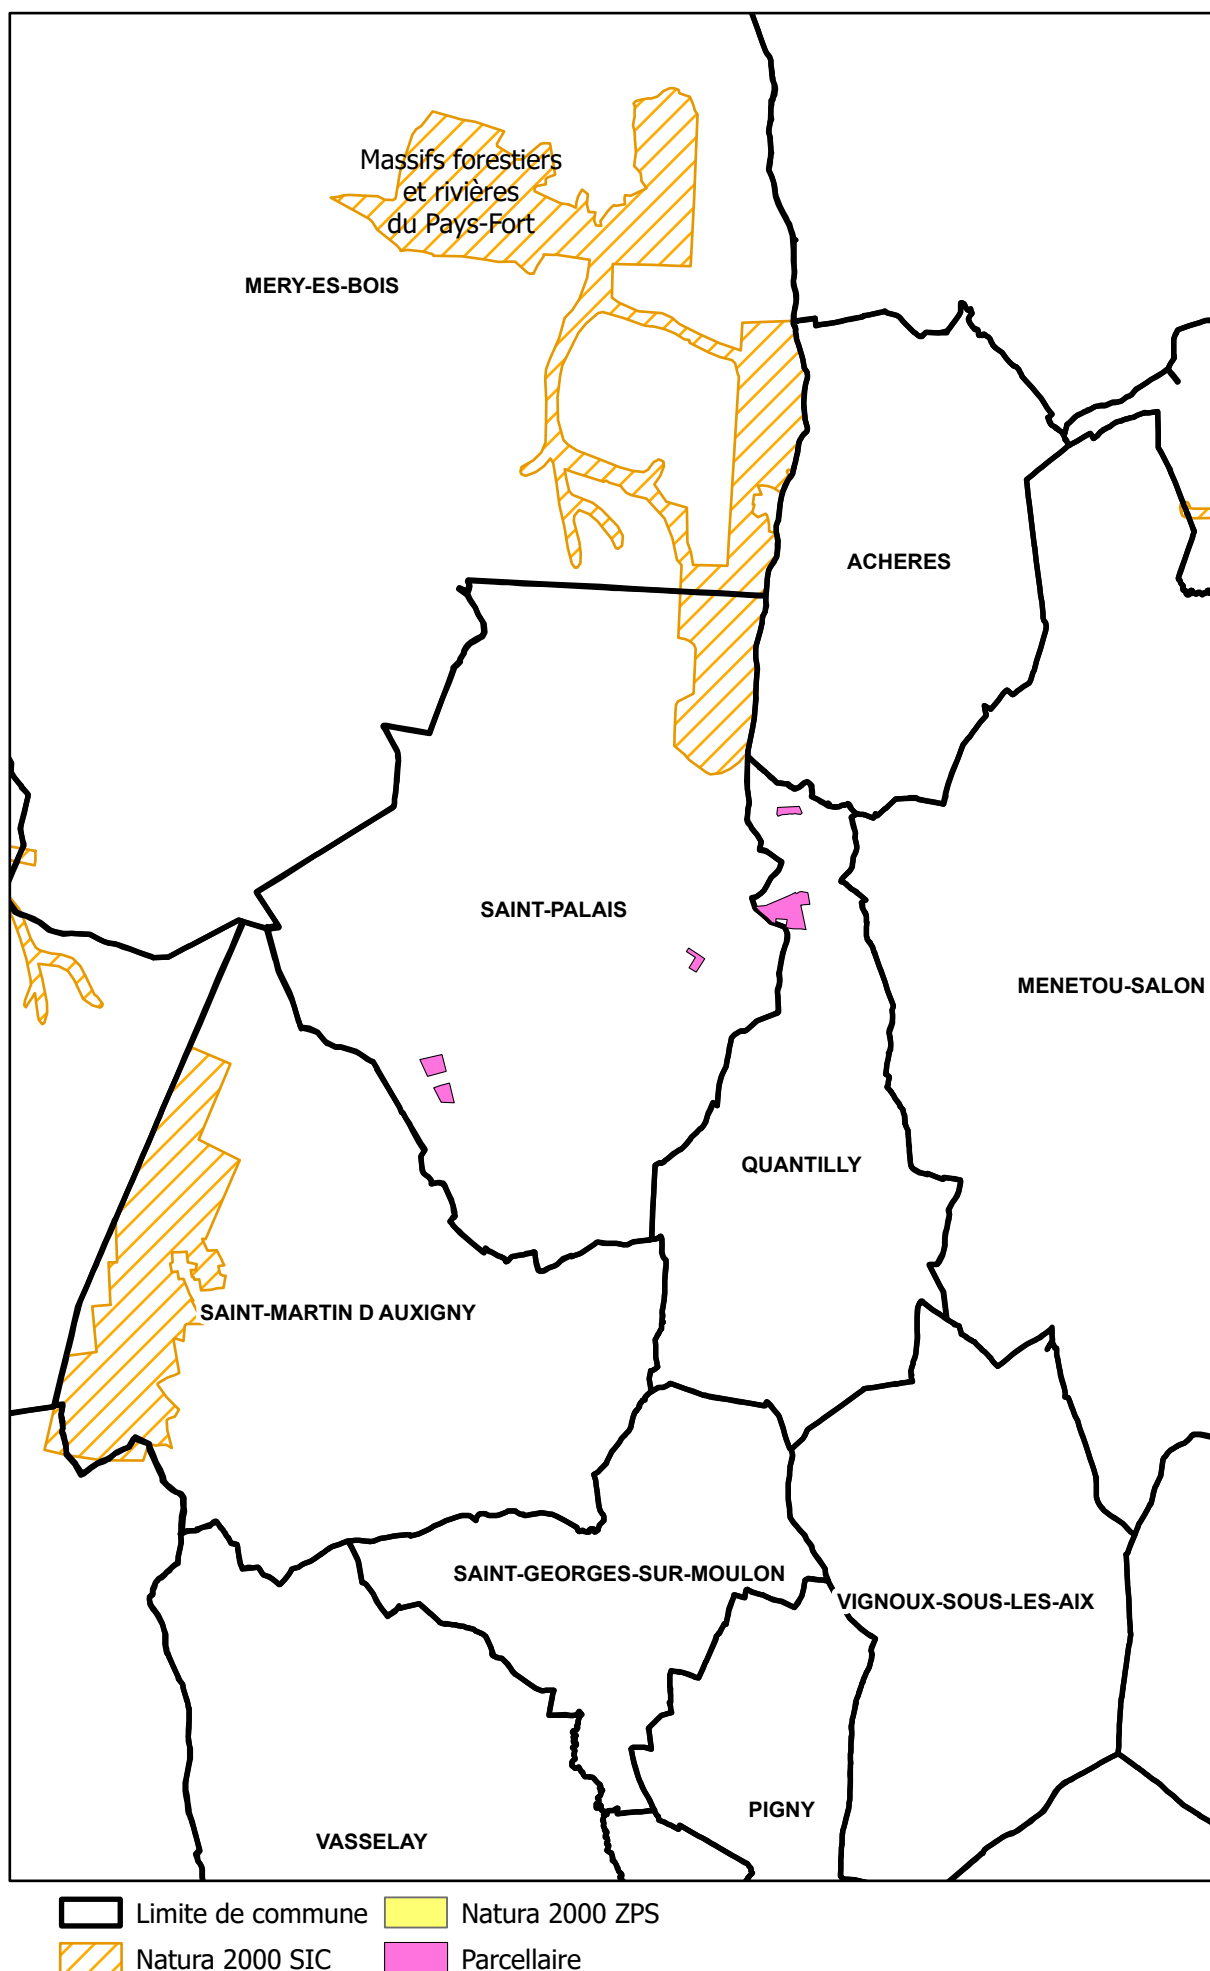 Massifs forestiers
et rivières
du Pays-Fort
MERY-ES-BOIS
ACHERES
SAINT-PALAIS
MENETOU-SALON
QUANTILLY
SAINT-MARTIN D AUXIGNY
SAINT-GEORGES-SUR-MOULON
VIGNOUX-SOUS-LES-AIX
PIGNY
VASSELAY
Limite de commune
Natura 2000 ZPS
Natura 2000 SIC
Parcellaire